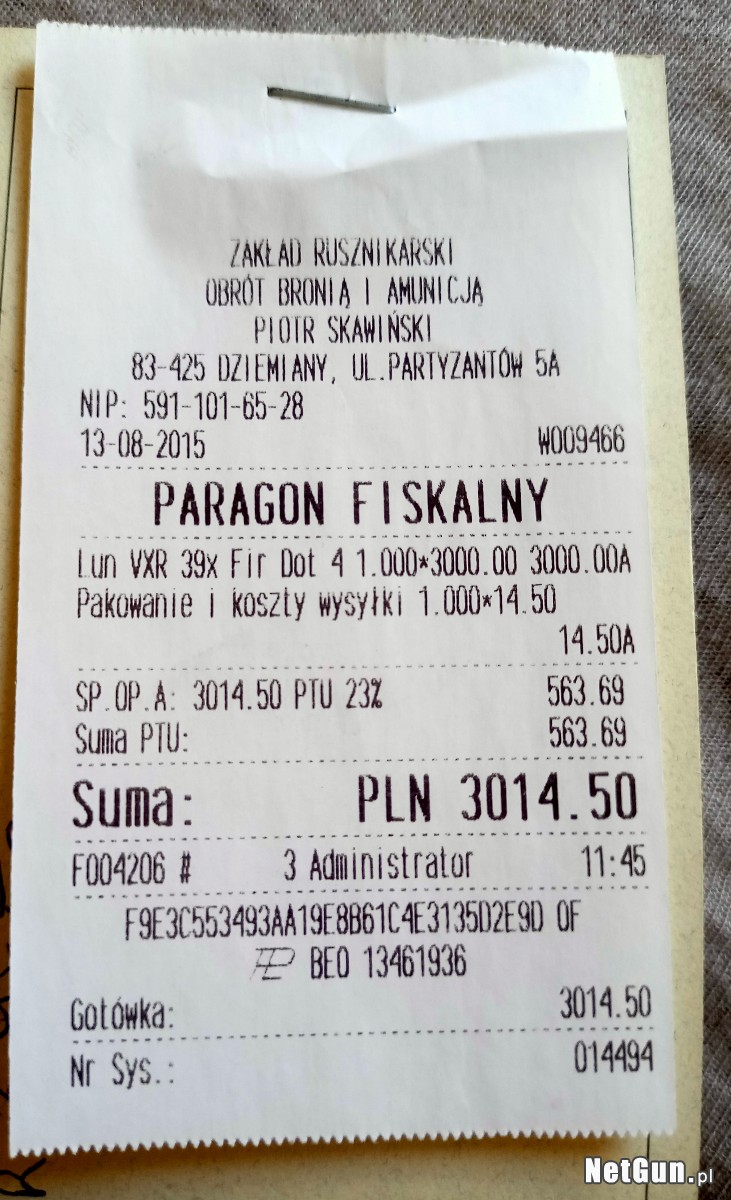 ZAKŁAD RUSZNIKARSKI
OBRÓT BRONIĄ I AMUNICJĄ
PIOTR SKAWIŃSKI
83-425 DZIEMIANY, UL.PARTYZANTÓW 5A
NIP: 591-101-65-28
13-08-2015 W009466
PARAGON FISKALNY
Lun VXR 39x Fir Dot 4 1.000*3000.00 3000.00A
Pakowanie i koszty wysyłki 1.000*14.50
14.50A
SP.OP.A: 3014.50 PTU 23% 563.69
Suma PTU: 563.69
Suma: PLN 3014.50
F004206 # 3 Administrator 11:45
F9E3C553493AA19E8B61C4E3135D2E9D 0F
BEO 13461936
Gotówka: 3014.50
Nr Sys.: 014494
NetGun.pl